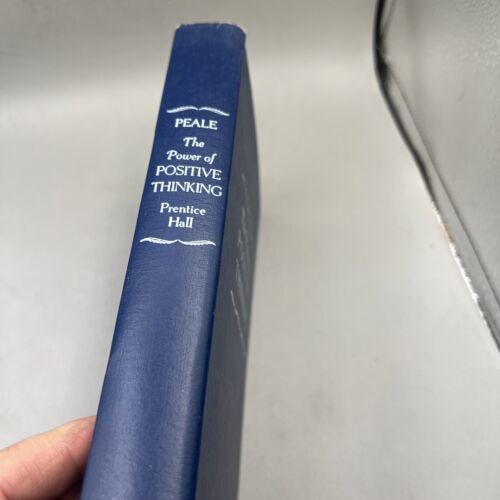 PEALE
The
Power of
POSITIVE
THINKING
Prentice
Hall